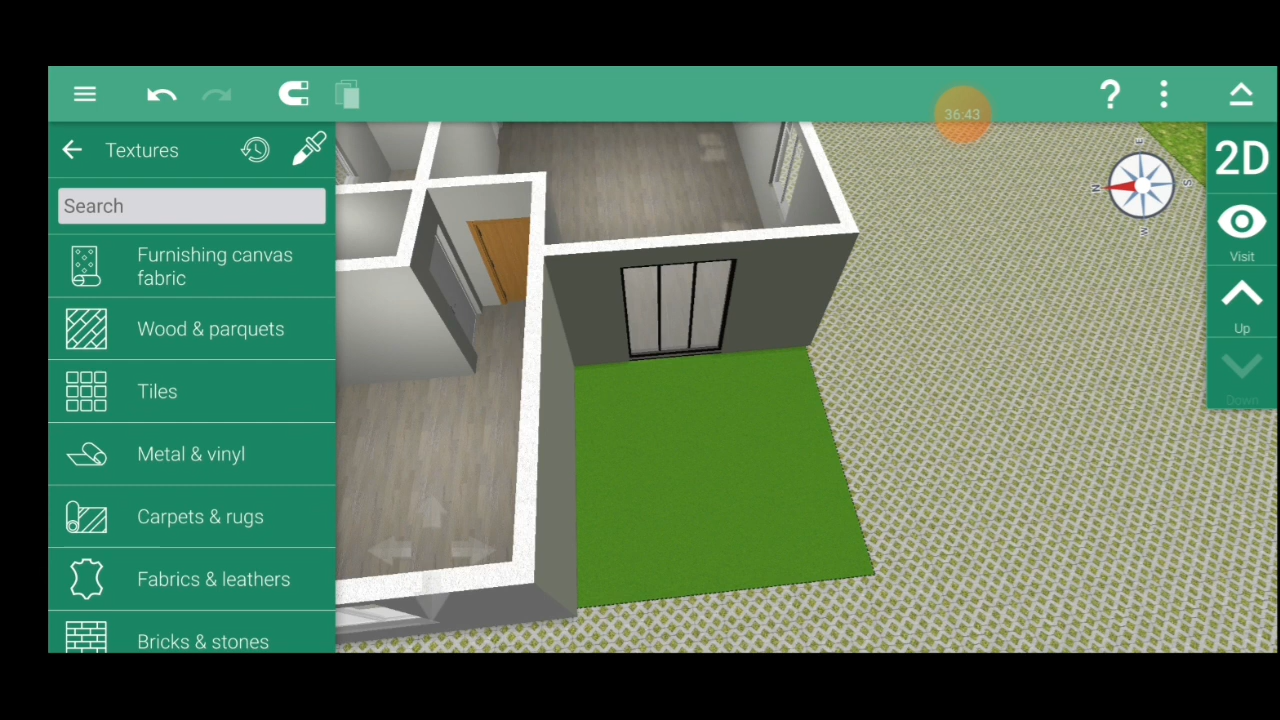 36:43
Textures
Search
Furnishing canvas
fabric
Wood & parquets
Tiles
Metal & vinyl
Carpets & rugs
Fabrics & leathers
Bricks & stones
?
E
N
S
W
2D
Visit
Up
Down